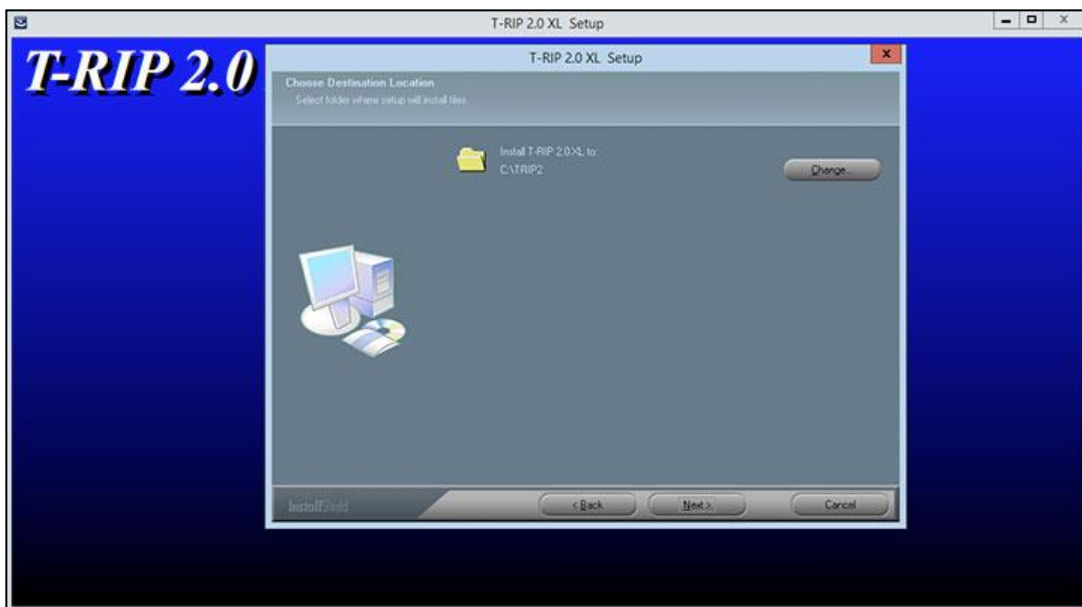 T-RIP 2.0 XL Setup
T-RIP 2.0
T-RIP 2.0 XL Setup
Choose Destination Location
Select folder where setup will install files.
Install T-RIP 2.0 XL to:
C:\TRIP2
Change...
InstallShield
< Back
Next >
Cancel